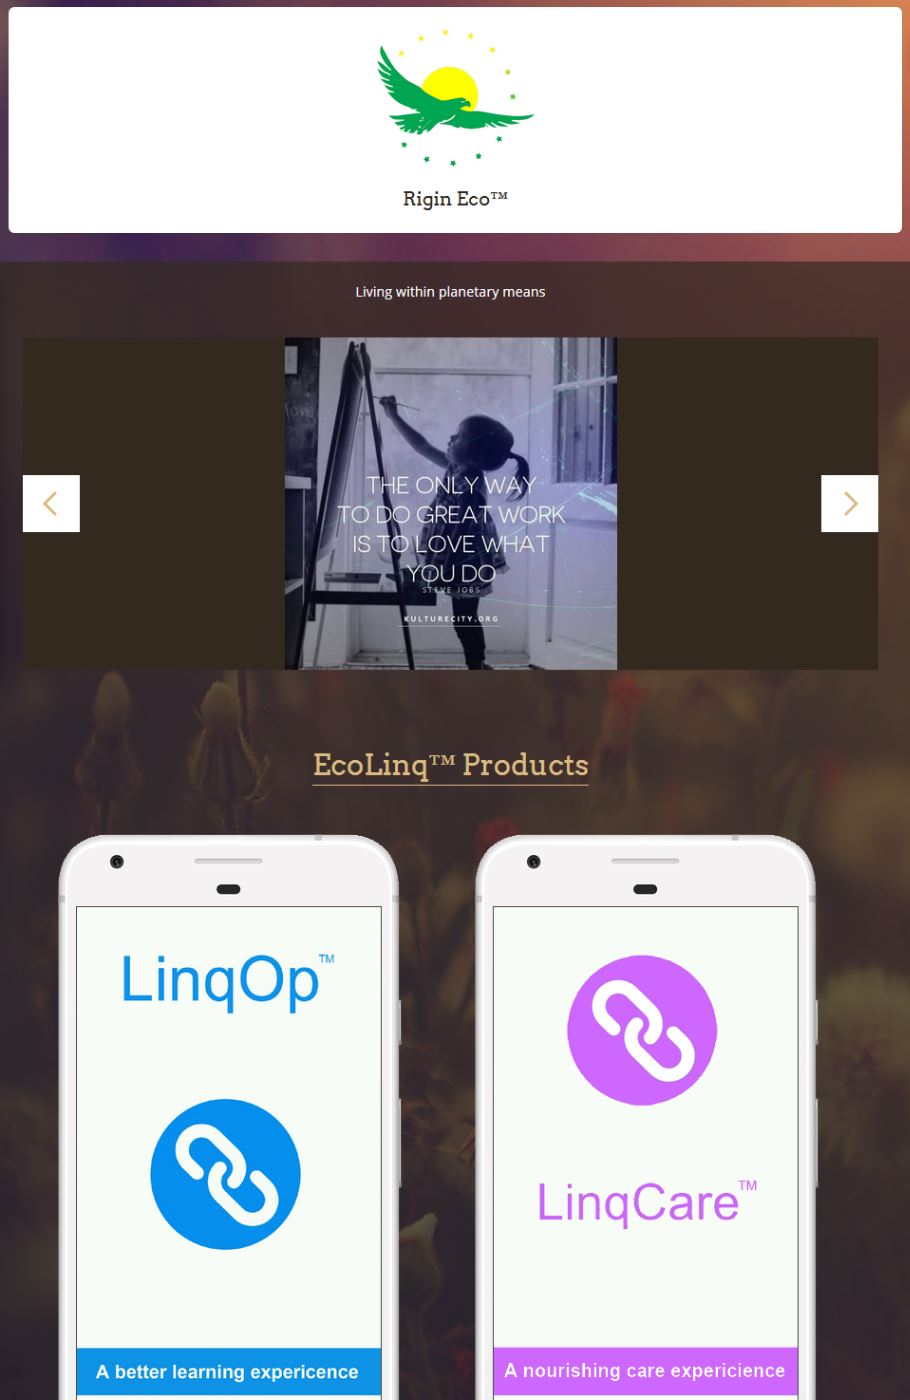 Rigin Eco™
Living within planetary means
THE ONLY WAY
TO DO GREAT WORK
IS TO LOVE WHAT
YOU DO
STEVE JOBS
KULTURECITY.ORG
EcoLinq™ Products
LinqOp™
A better learning expericence
LinqCare™
A nourishing care expericience